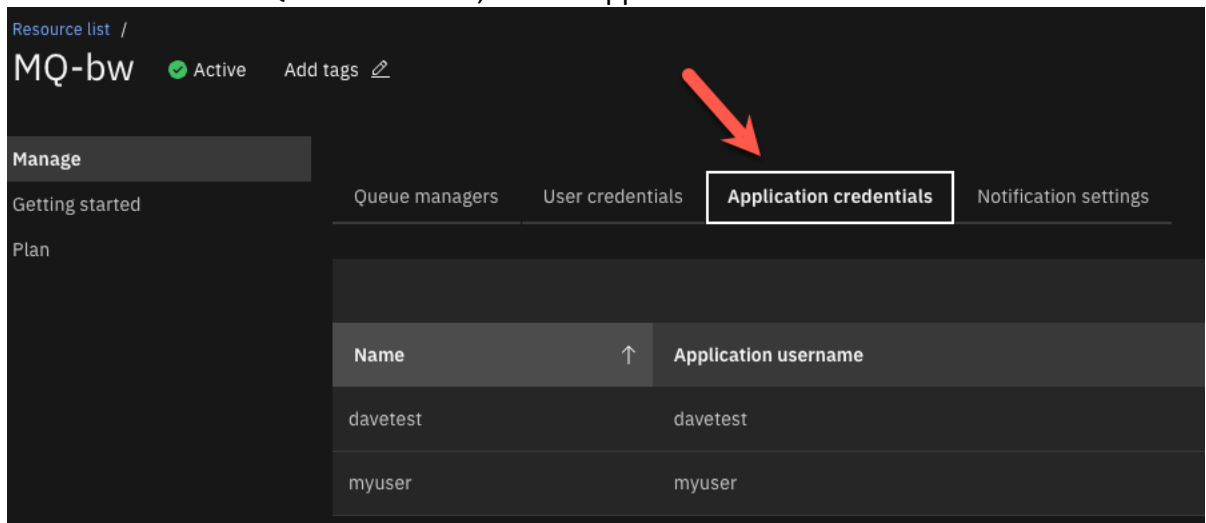 Resource list /
MQ-bw Active Add tags
Manage
Getting started
Plan
Queue managers User credentials Application credentials Notification settings
Name Application username
davetest davetest
myuser myuser